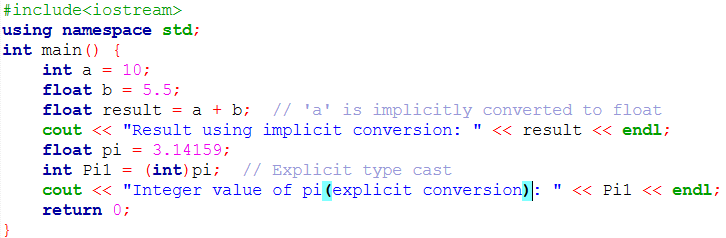 #include<iostream>
using namespace std;
int main() {
    int a = 10;
    float b = 5.5;
    float result = a + b;  // 'a' is implicitly converted to float
    cout << "Result using implicit conversion: " << result << endl;
    float pi = 3.14159;
    int Pi1 = (int)pi;  // Explicit type cast
    cout << "Integer value of pi(explicit conversion): " << Pi1 << endl;
    return 0;
}